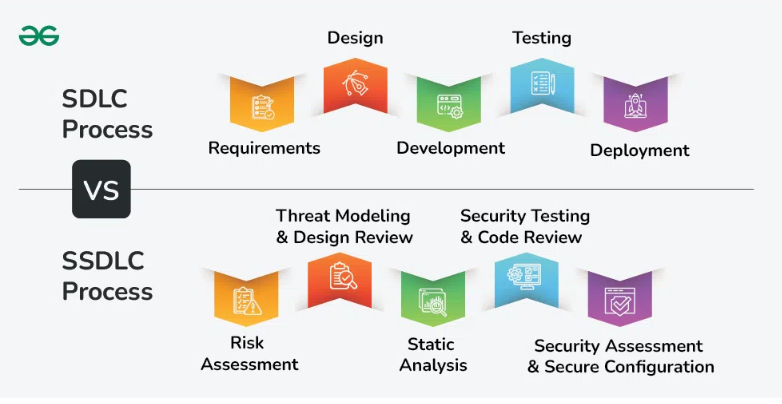 SDLC
Process
Requirements
Design
Development
Testing
Deployment
VS
SSDLC
Process
Risk
Assessment
Threat Modeling
& Design Review
Static
Analysis
Security Testing
& Code Review
Security Assessment
& Secure Configuration